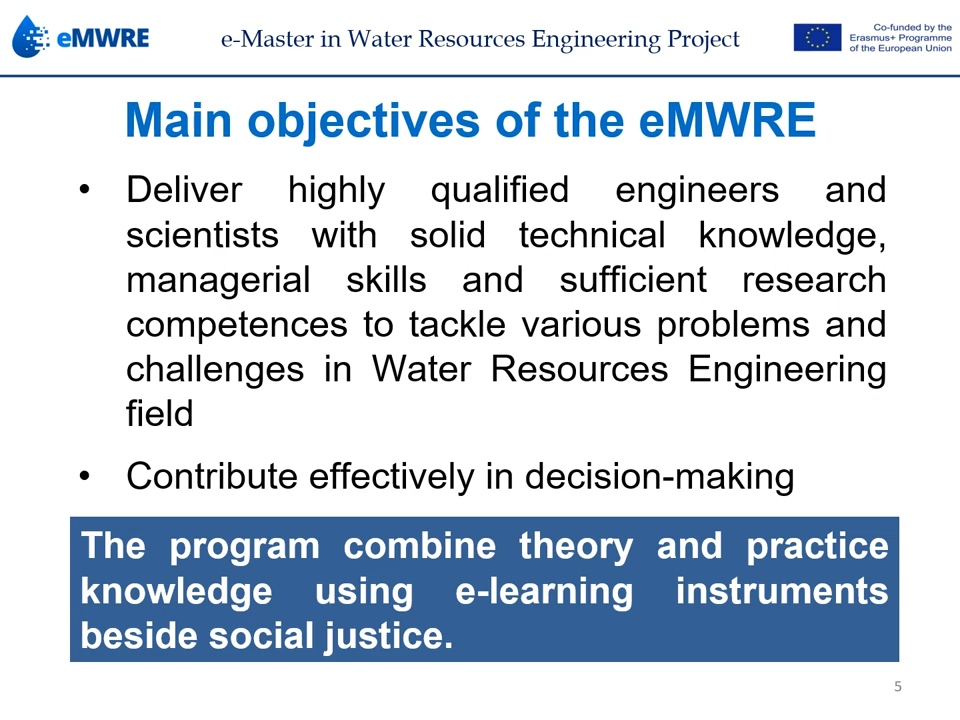 eMWRE
e-Master in Water Resources Engineering Project
Co-funded by the
Erasmus+ Programme
of the European Union
Main objectives of the eMWRE
• Deliver highly qualified engineers and
scientists with solid technical knowledge,
managerial skills and sufficient research
competences to tackle various problems and
challenges in Water Resources Engineering
field
• Contribute effectively in decision-making
The program combine theory and practice
knowledge using e-learning instruments
beside social justice.
5